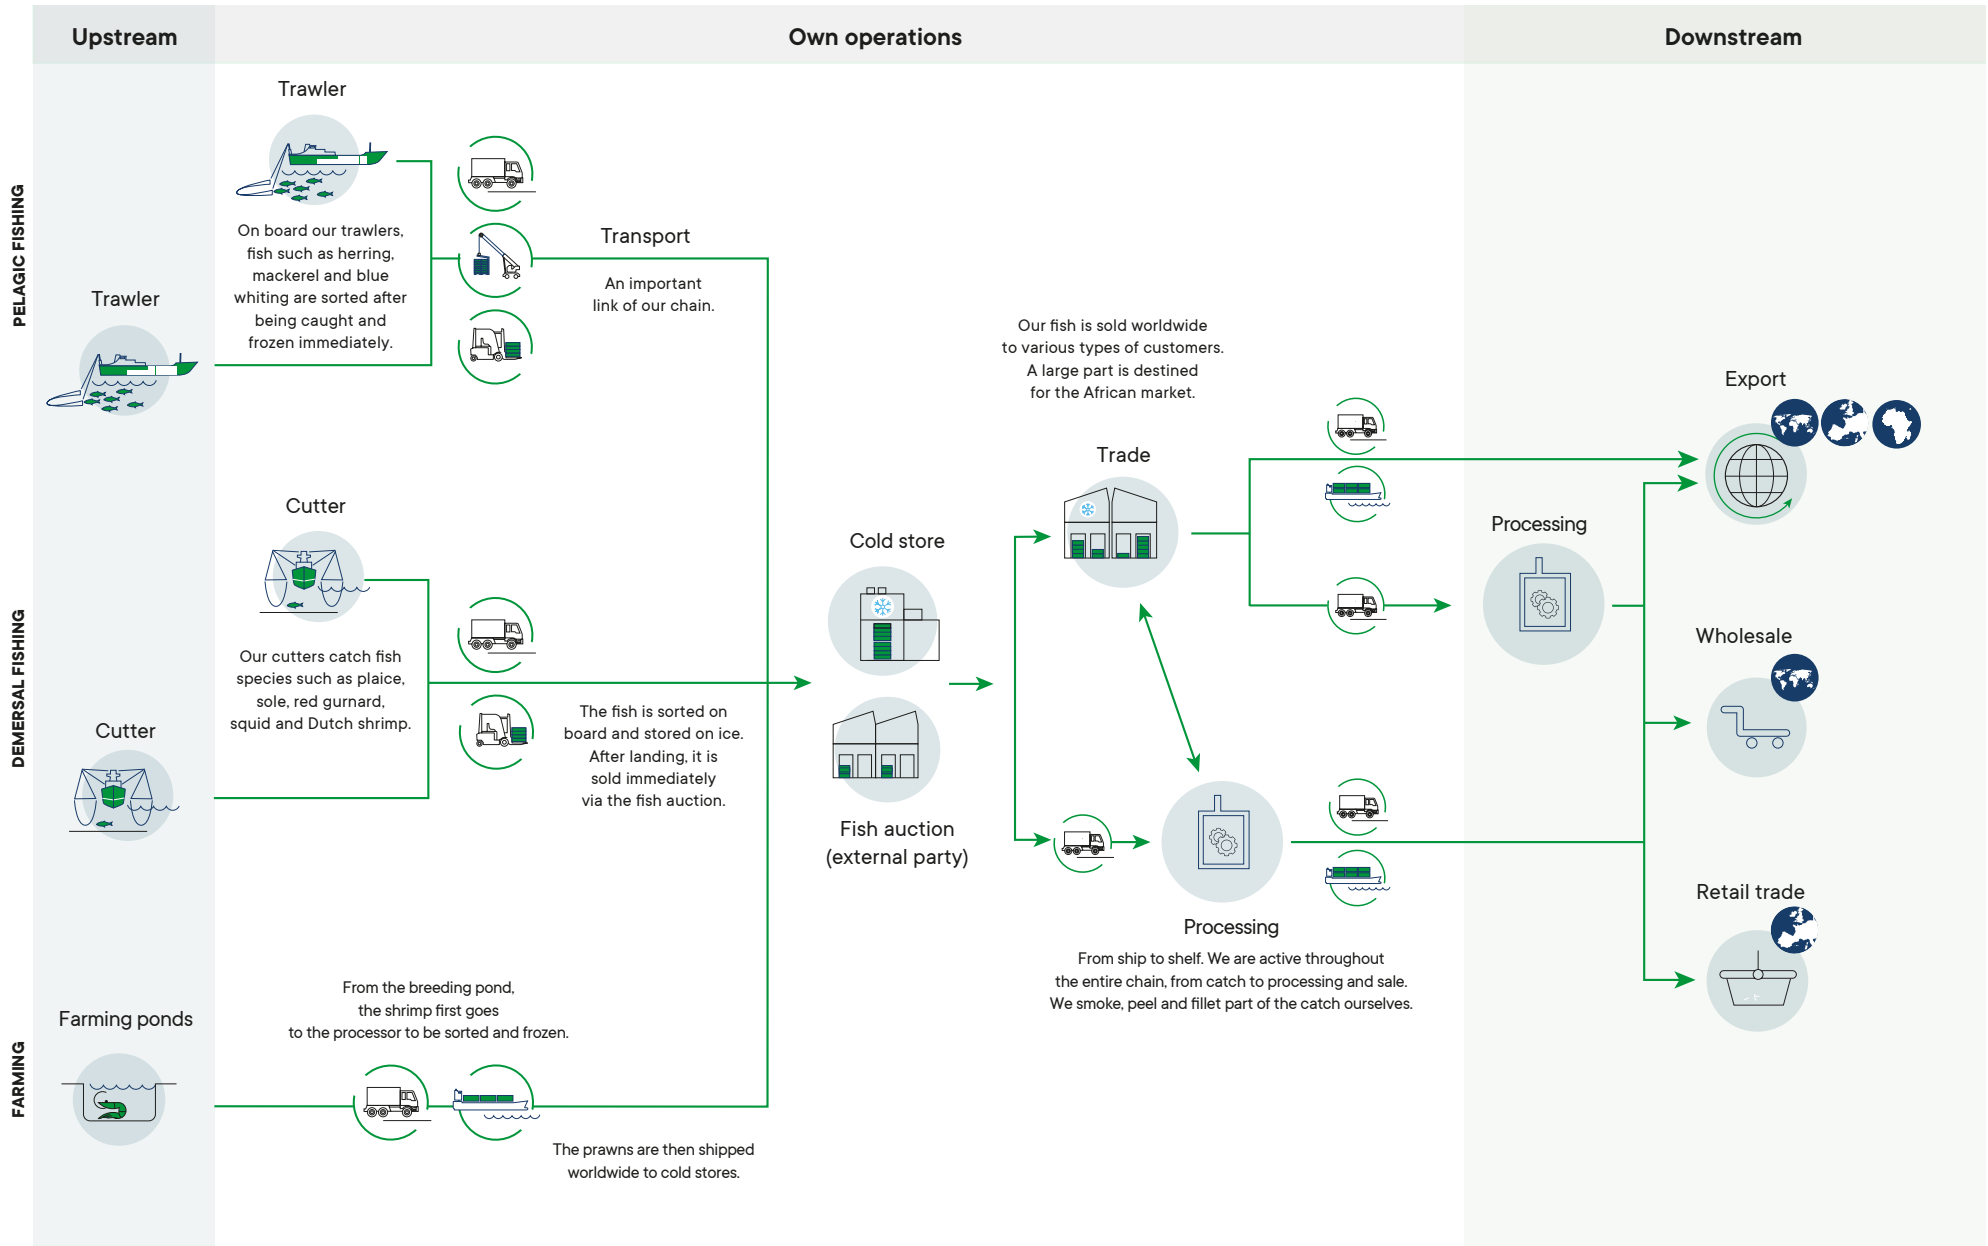 Upstream
Own operations
Downstream
PELAGIC FISHING
Trawler
Trawler
On board our trawlers,
fish such as herring,
mackerel and blue
whiting are sorted after
being caught and
frozen immediately.
Transport
An important
link of our chain.
DEMERSAL FISHING
Cutter
Cutter
Our cutters catch fish
species such as plaice,
sole, red gurnard,
squid and Dutch shrimp.
The fish is sorted on
board and stored on ice.
After landing, it is
sold immediately
via the fish auction.
FARMING
Farming ponds
From the breeding pond,
the shrimp first goes
to the processor to be sorted and frozen.
The prawns are then shipped
worldwide to cold stores.
Cold store
Fish auction
(external party)
Our fish is sold worldwide
to various types of customers.
A large part is destined
for the African market.
Trade
Processing
From ship to shelf. We are active throughout
the entire chain, from catch to processing and sale.
We smoke, peel and fillet part of the catch ourselves.
Processing
Export
Wholesale
Retail trade